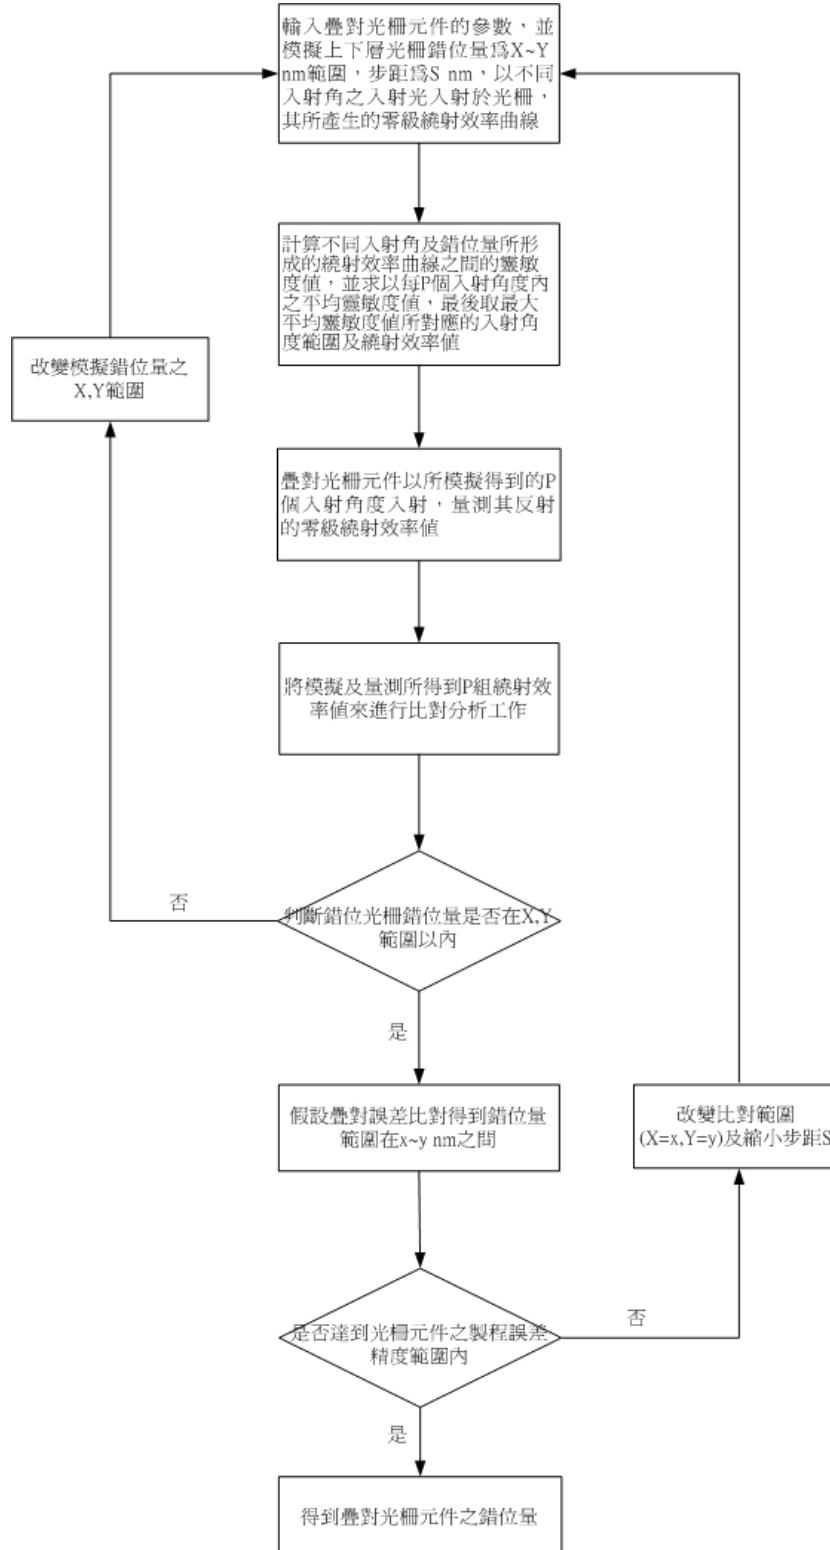 輸入疊對光柵元件的參數，並
模擬上下層光柵錯位量為X~Y
nm範圍，步距為S nm，以不同
入射角之入射光入射於光柵，
其所產生的零級繞射效率曲線
計算不同入射角及錯位量所形
成的繞射效率曲線之間的靈敏
度值，並求以每P個入射角度內
之平均靈敏度值，最後取最大
平均靈敏度值所對應的入射角
度範圍及繞射效率值
改變模擬錯位量之
X,Y範圍
疊對光柵元件以所模擬得到的P
個入射角度入射，量測其反射
的零級繞射效率值
將模擬及量測所得到P組繞射效
率值來進行比對分析工作
否
判斷錯位光柵錯位量是否在X,Y
範圍以內
是
假設疊對誤差比對得到錯位量
範圍在x~y nm之間
改變比對範圍
(X=x,Y=y)及縮小步距S
是否達到光柵元件之製程誤差
精度範圍內
否
是
得到疊對光柵元件之錯位量